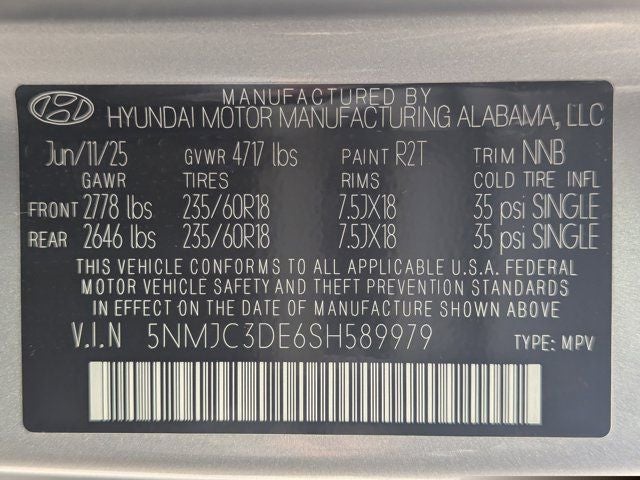 MANUFACTURED BY
HYUNDAI MOTOR MANUFACTURING ALABAMA, LLC
Jun/11/25 GVWR 4717 lbs PAINT R2T TRIM NNB
GAWR TIRES RIMS COLD TIRE INFL
FRONT 2778 lbs 235/60R18 7.5JX18 35 psi SINGLE
REAR 2646 lbs 235/60R18 7.5JX18 35 psi SINGLE
THIS VEHICLE CONFORMS TO ALL APPLICABLE U.S.A. FEDERAL
MOTOR VEHICLE SAFETY AND THEFT PREVENTION STANDARDS
IN EFFECT ON THE DATE OF MANUFACTURE SHOWN ABOVE
V.I.N 5NMJC3DE6SH589979 TYPE: MPV